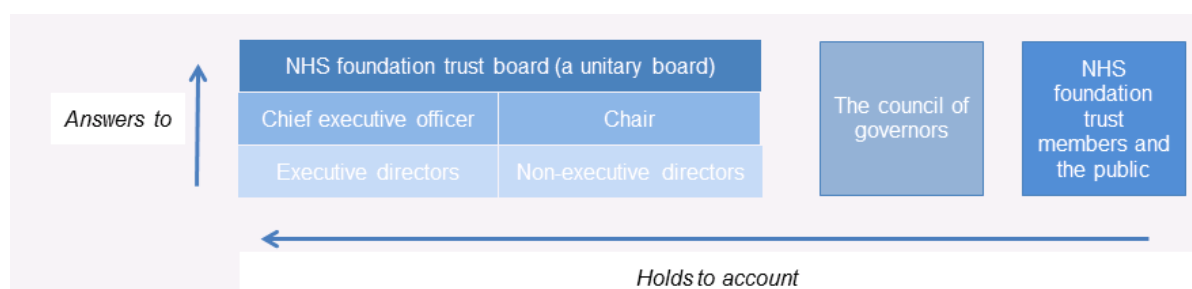 NHS foundation trust board (a unitary board)
Answers to
Chief executive officer
Chair
Executive directors
Non-executive directors
The council of
governors
NHS
foundation
trust
members and
the public
Holds to account